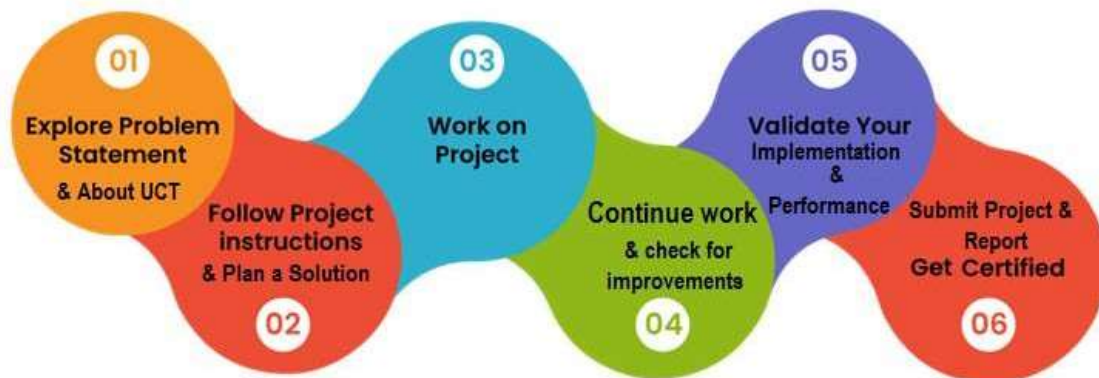 01
Explore Problem
Statement
& About UCT
02
Follow Project
instructions
& Plan a Solution
03
Work on
Project
04
Continue work
& check for
improvements
05
Validate Your
Implementation
&
Performance
06
Submit Project &
Report
Get Certified